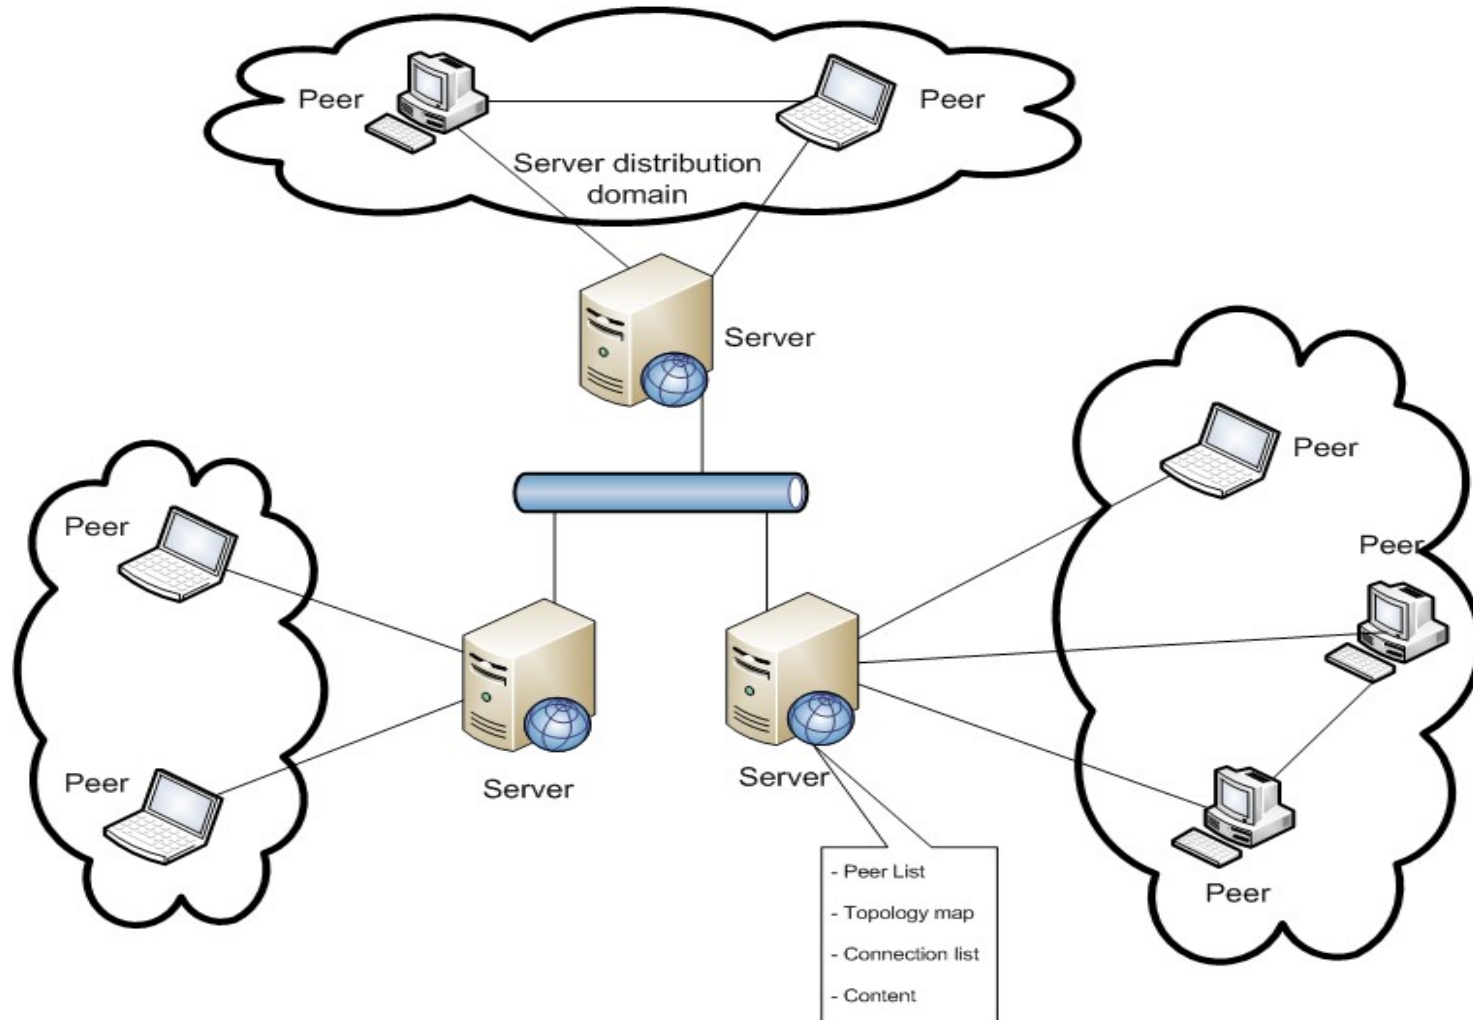 Peer
Peer
Server distribution
domain
Server
Peer
Peer
Peer
Peer
Server
Server
Peer
- Peer List
- Topology map
- Connection list
- Content